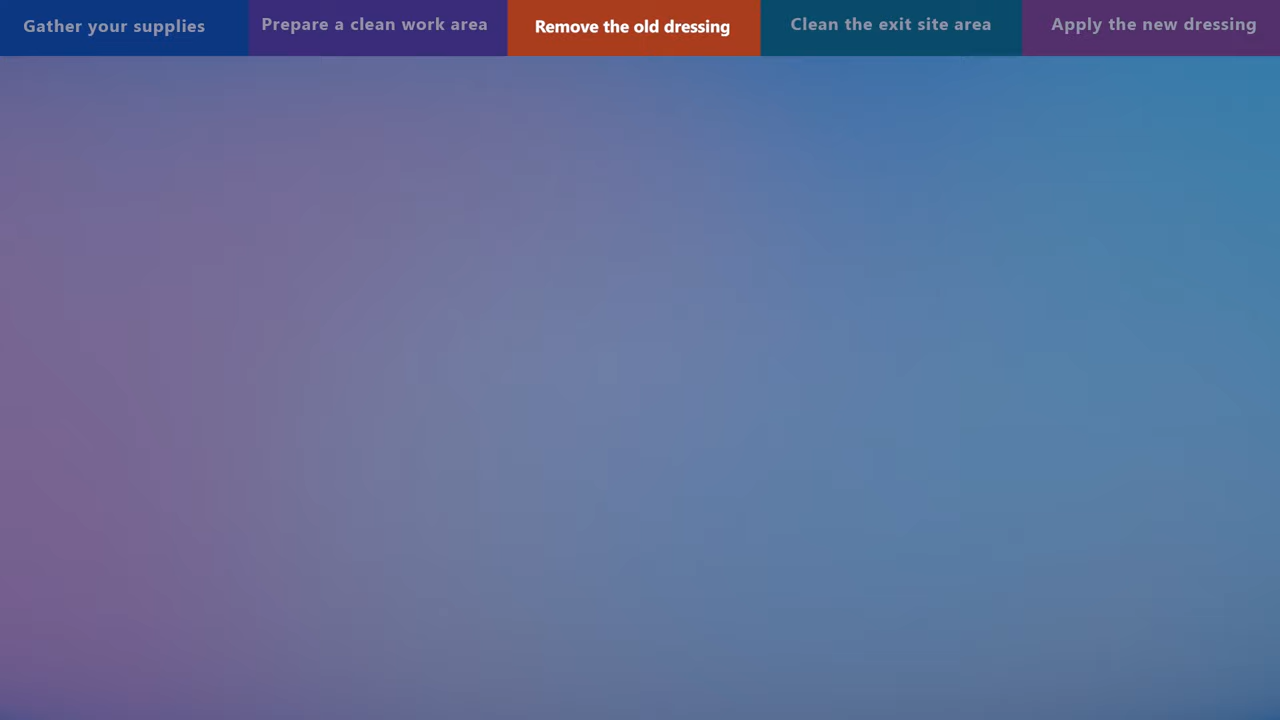 Gather your supplies
Prepare a clean work area
Remove the old dressing
Clean the exit site area
Apply the new dressing